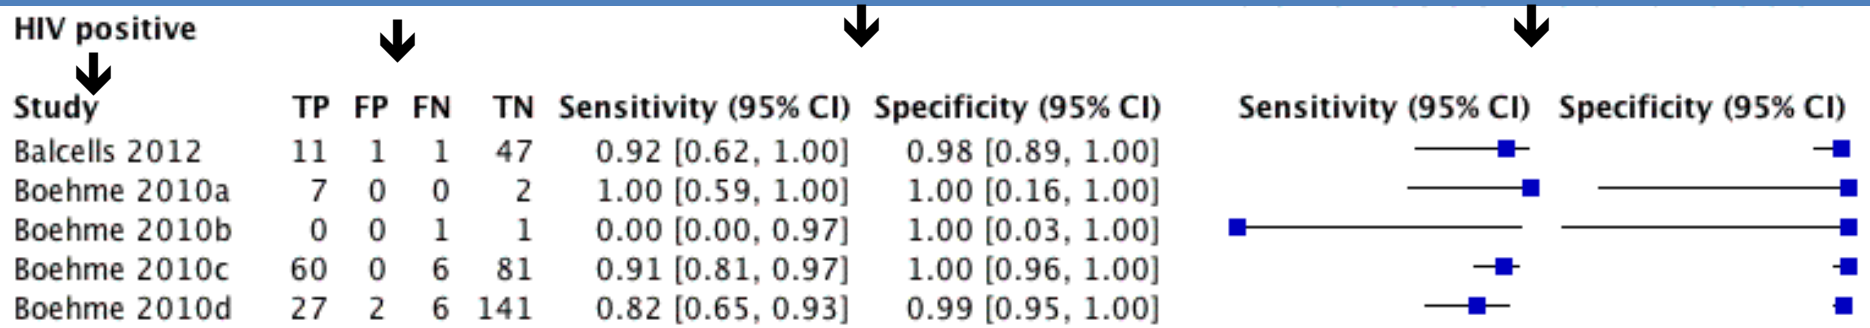 HIV positive
Study TP FP FN TN Sensitivity (95% CI) Specificity (95% CI) Sensitivity (95% CI) Specificity (95% CI)
Balcells 2012 11 1 1 47 0.92 [0.62, 1.00] 0.98 [0.89, 1.00]
Boehme 2010a 7 0 0 2 1.00 [0.59, 1.00] 1.00 [0.16, 1.00]
Boehme 2010b 0 0 1 1 0.00 [0.00, 0.97] 1.00 [0.03, 1.00]
Boehme 2010c 60 0 6 81 0.91 [0.81, 0.97] 1.00 [0.96, 1.00]
Boehme 2010d 27 2 6 141 0.82 [0.65, 0.93] 0.99 [0.95, 1.00]